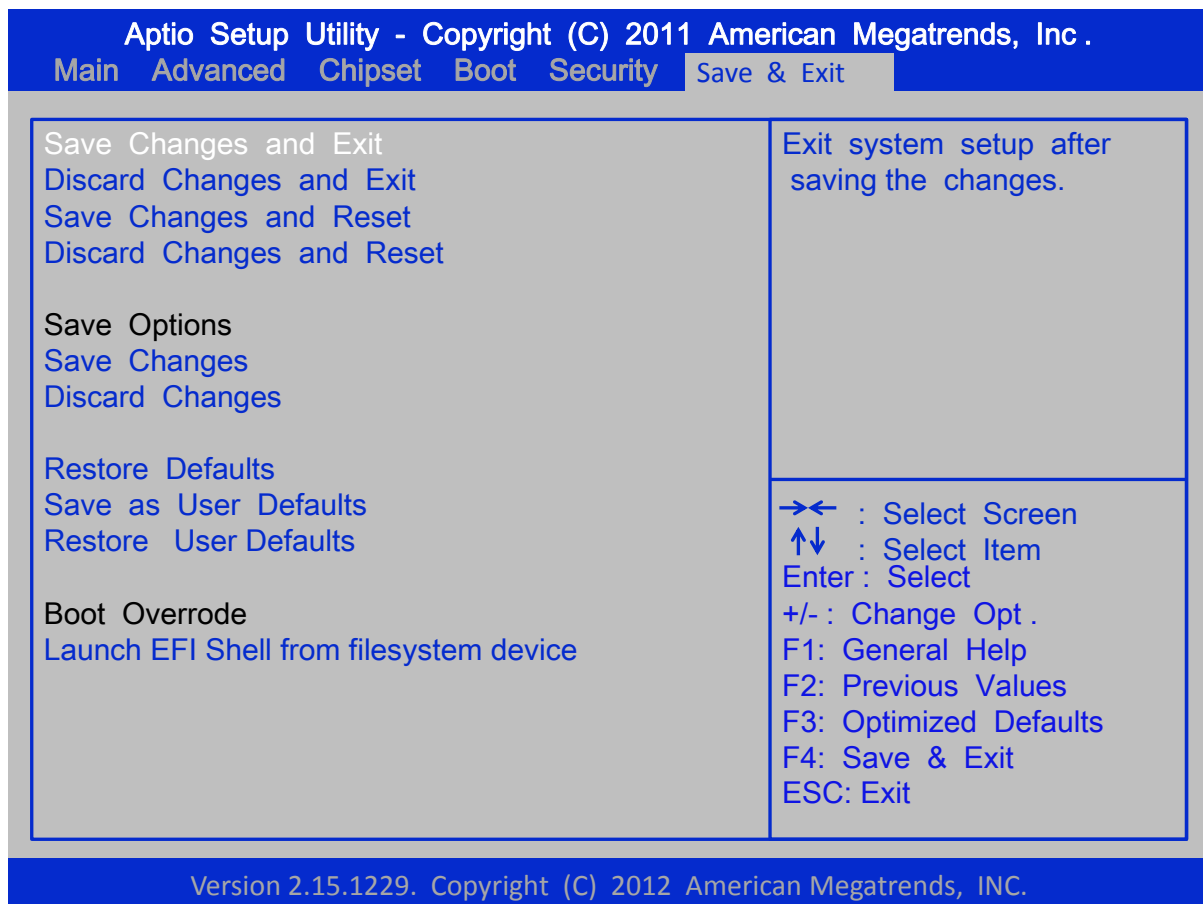 Aptio Setup Utility - Copyright (C) 2011 American Megatrends, Inc .
Main Advanced Chipset Boot Security Save & Exit
Save Changes and Exit
Discard Changes and Exit
Save Changes and Reset
Discard Changes and Reset
Save Options
Save Changes
Discard Changes
Restore Defaults
Save as User Defaults
Restore User Defaults
Boot Overrode
Launch EFI Shell from filesystem device
Exit system setup after
saving the changes.
→← : Select Screen
↑↓ : Select Item
Enter : Select
+/- : Change Opt .
F1: General Help
F2: Previous Values
F3: Optimized Defaults
F4: Save & Exit
ESC: Exit
Version 2.15.1229. Copyright (C) 2012 American Megatrends, INC.